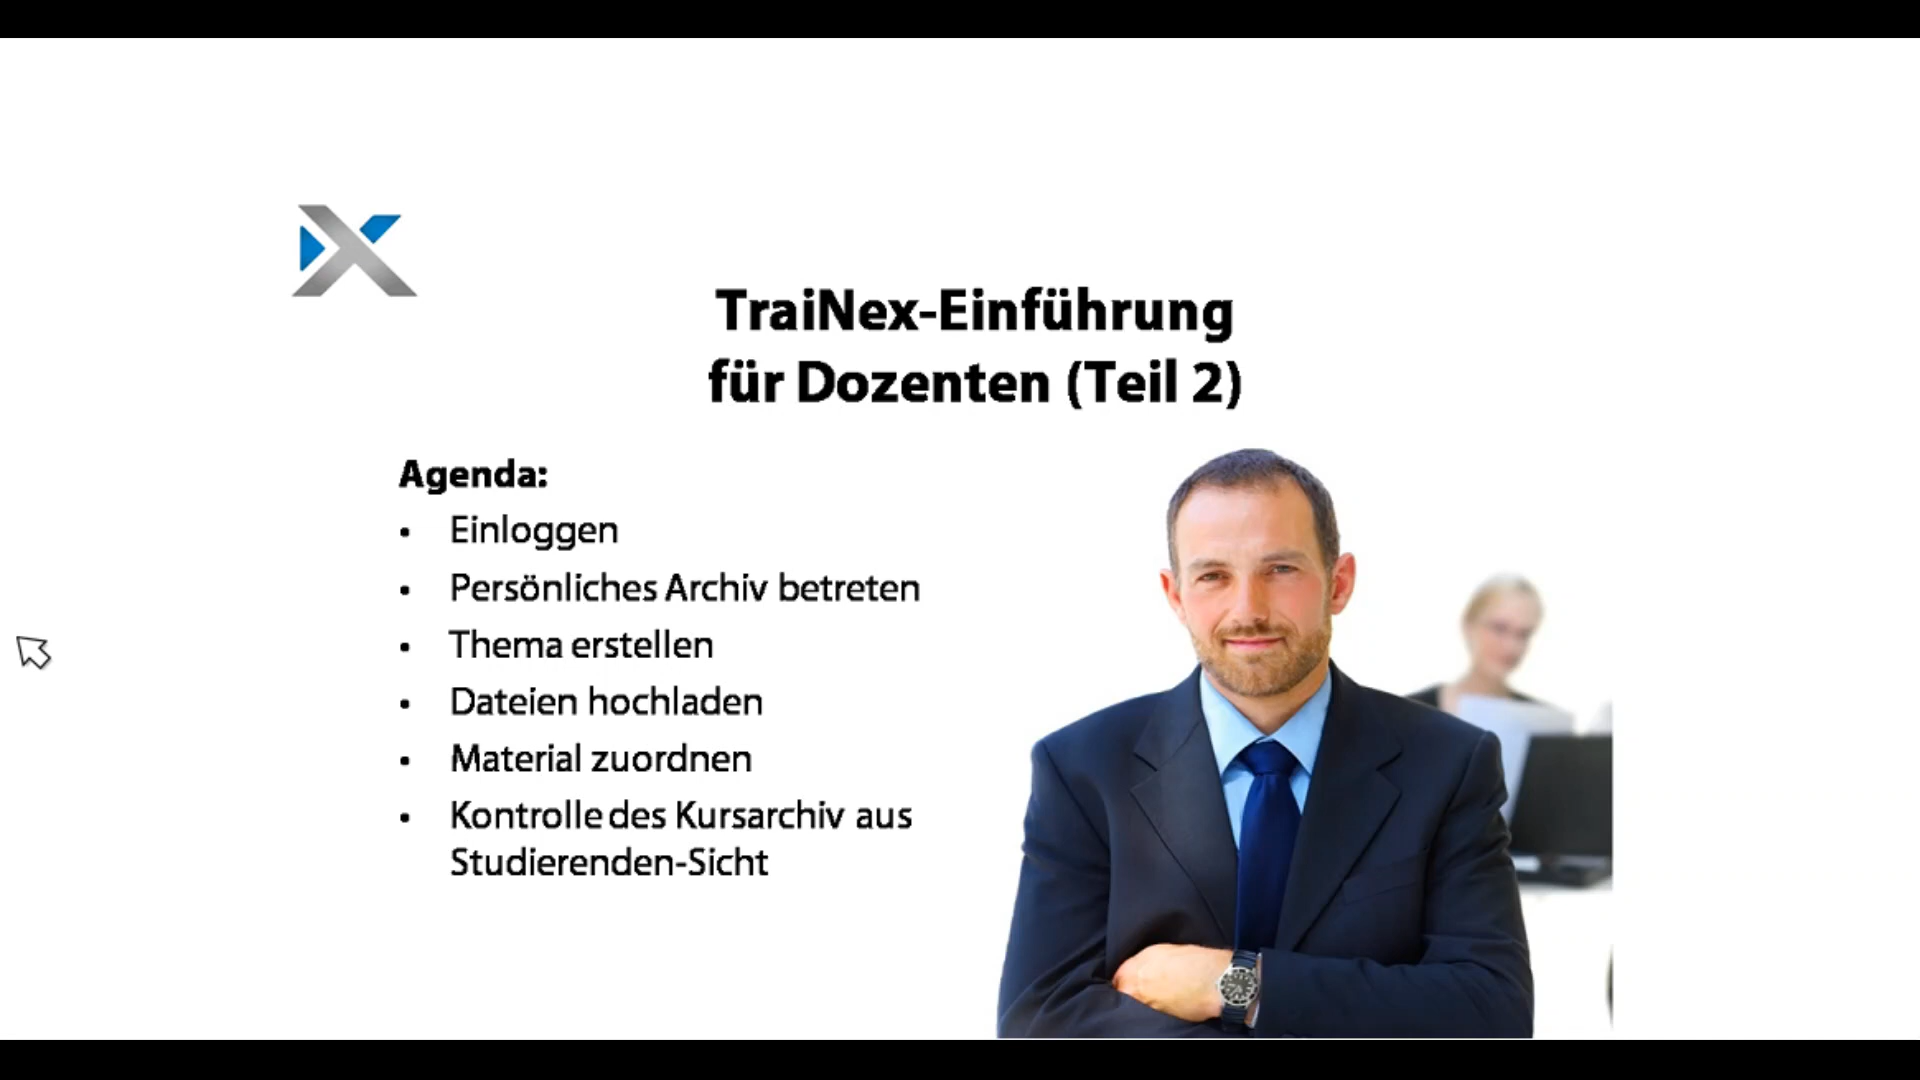 TraiNex-Einführung
für Dozenten (Teil 2)
Agenda:
• Einloggen
• Persönliches Archiv betreten
• Thema erstellen
• Dateien hochladen
• Material zuordnen
• Kontrolle des Kursarchiv aus
Studierenden-Sicht